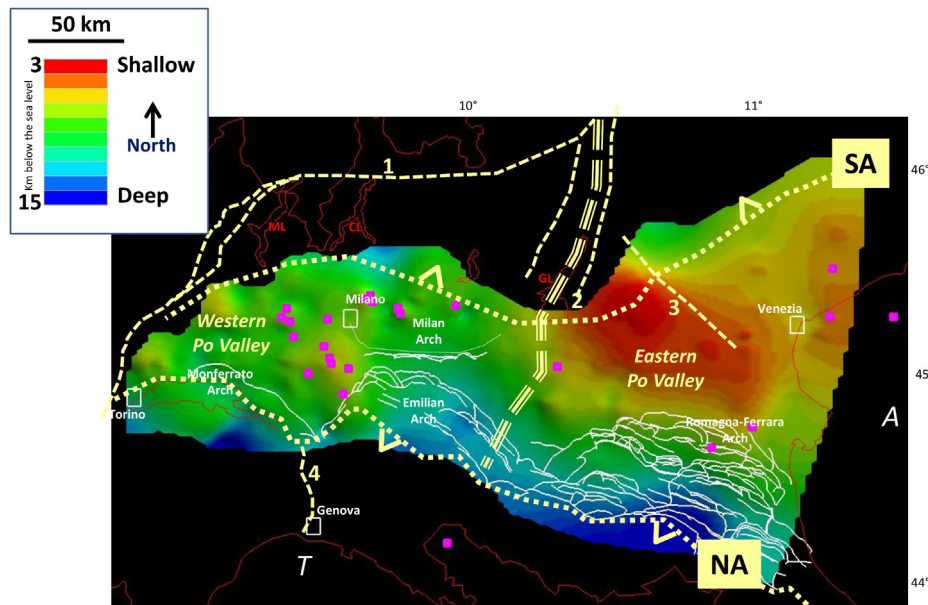 50 km
3
Shallow
Km below the sea level
North
15
Deep
10°
11°
46°
SA
1
ML
CL
GL
2
3
Milano
Venezia
Western
Po Valley
Milan
Arch
Eastern
Po Valley
45°
Monferrato
Arch
Torino
Emilian
Arch
Romagna-Ferrara
Arch
A
4
Genova
T
NA
44°